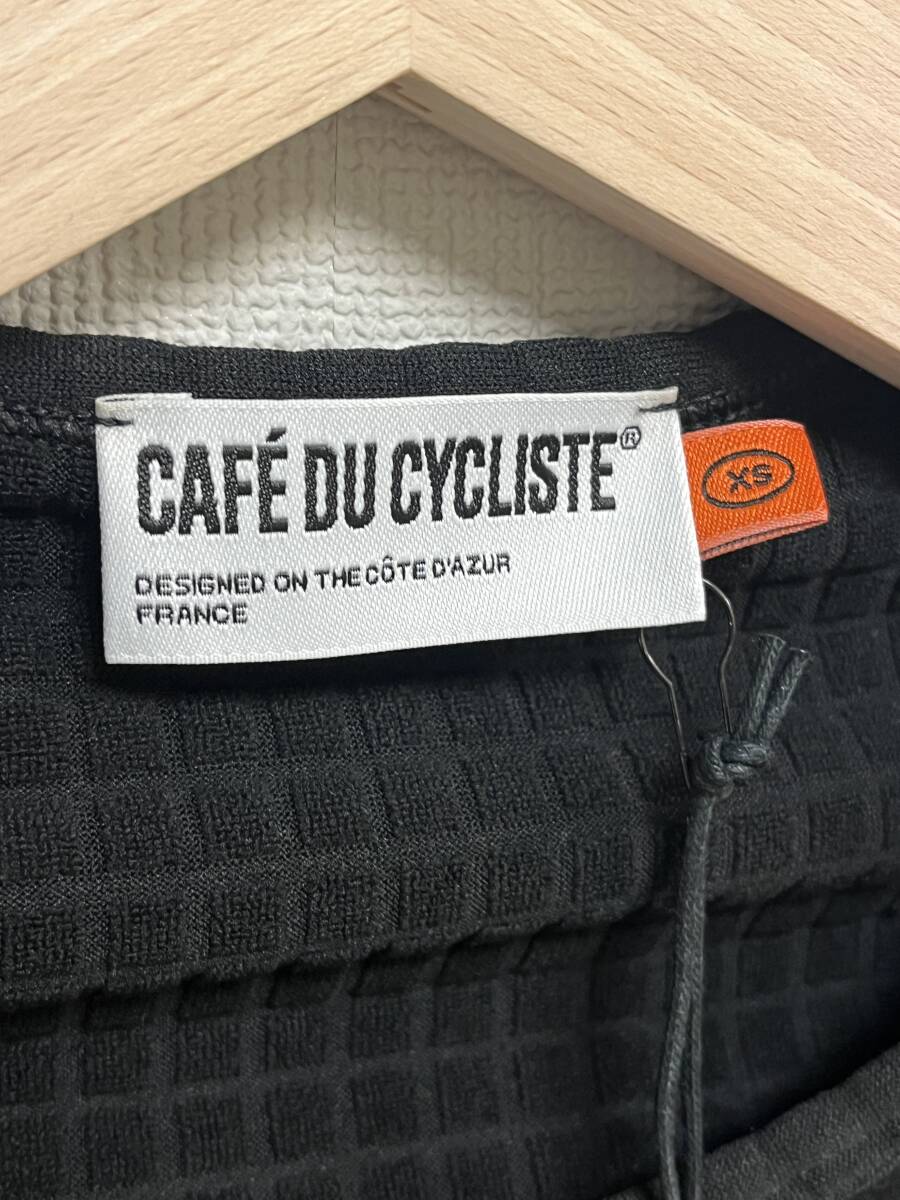 CAFÉ DU CYCLISTE®
DESIGNED ON THE CÔTE D'AZUR
FRANCE
XS